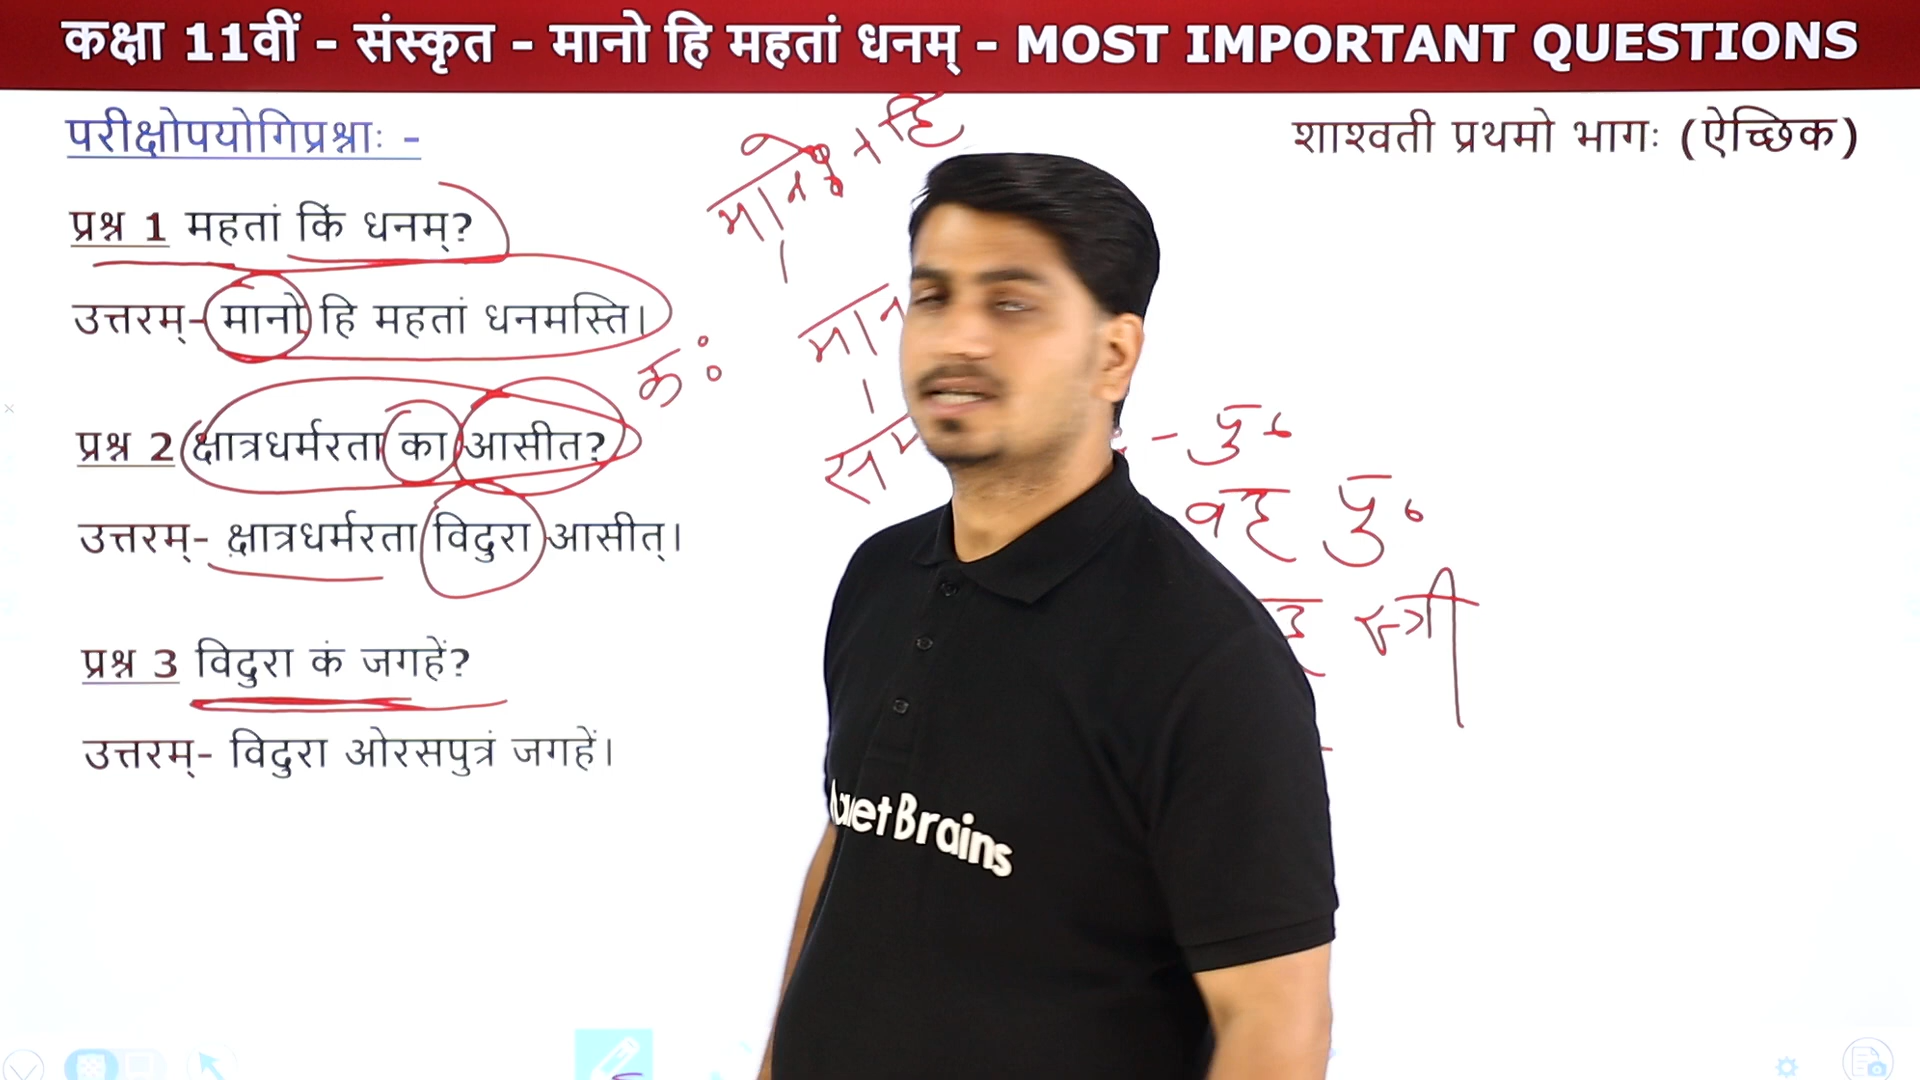 कक्षा 11वीं - संस्कृत - मानो हि महतां धनम् - MOST IMPORTANT QUESTIONS
परीक्षोपयोगिप्रश्नाः -
शाश्वती प्रथमो भागः (ऐच्छिक)
प्रश्न 1 महतां किं धनम्?
उत्तरम्- मानो हि महतां धनमस्ति।
प्रश्न 2 क्षात्रधर्मरता का आसीत?
उत्तरम्- क्षात्रधर्मरता विदुरा आसीत्।
प्रश्न 3 विदुरा कं जगहें?
उत्तरम्- विदुरा ओरसपुत्रं जगहें।
+ हि
कः
- पु॰
वह पु॰
स्त्री
Brains